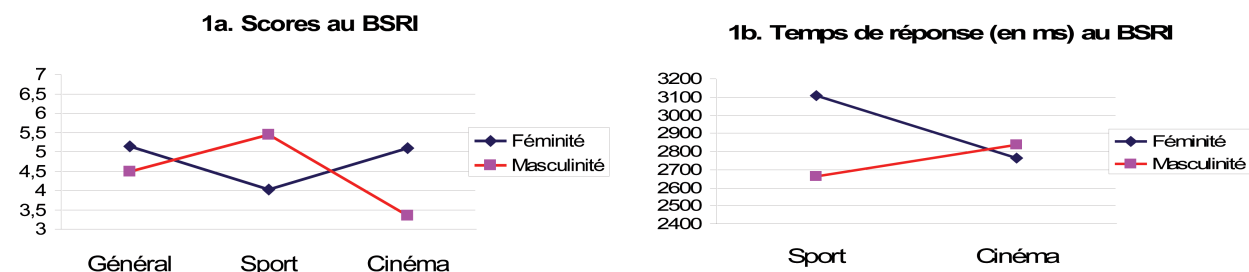 1a. Scores au BSRI
7
6,5
6
5,5
5
4,5
4
3,5
3
Général Sport Cinéma
Féminité
Masculinité
1b. Temps de réponse (en ms) au BSRI
3200
3100
3000
2900
2800
2700
2600
2500
2400
Sport Cinéma
Féminité
Masculinité